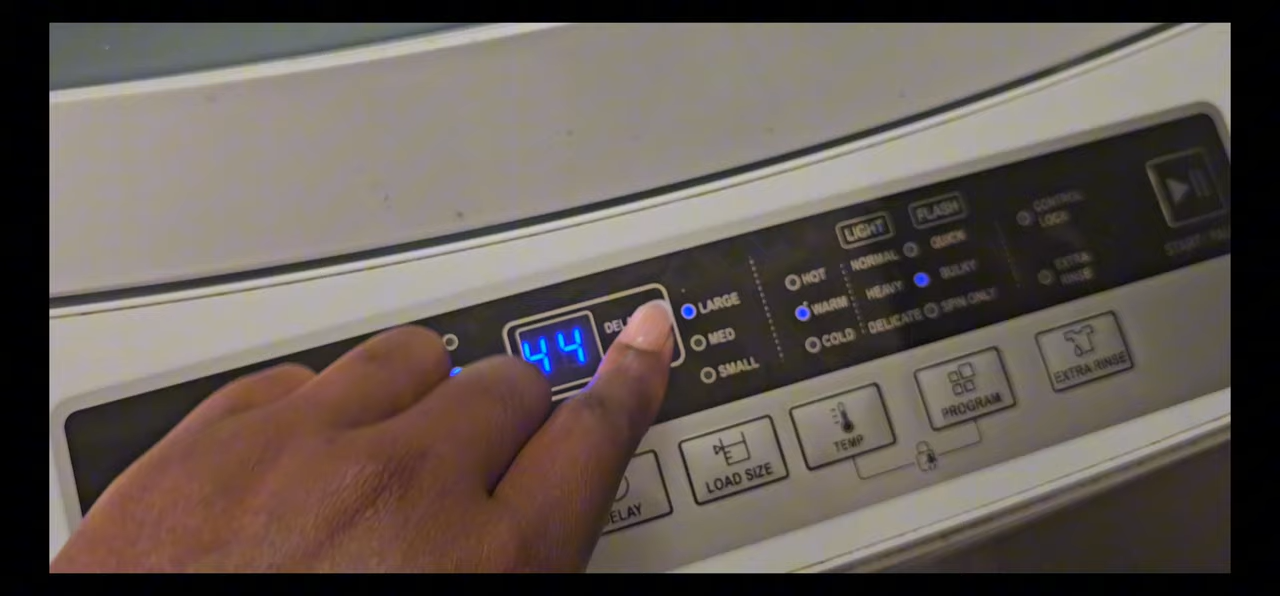 44
LARGE
MED
SMALL
HOT
WARM
COLD
LIGHT
FLASH
NORMAL
QUICK
HEAVY
BULKY
DELICATE
SPIN ONLY
CONTROL
LOCK
EXTRA
RINSE
LOAD SIZE
TEMP
PROGRAM
EXTRA RINSE